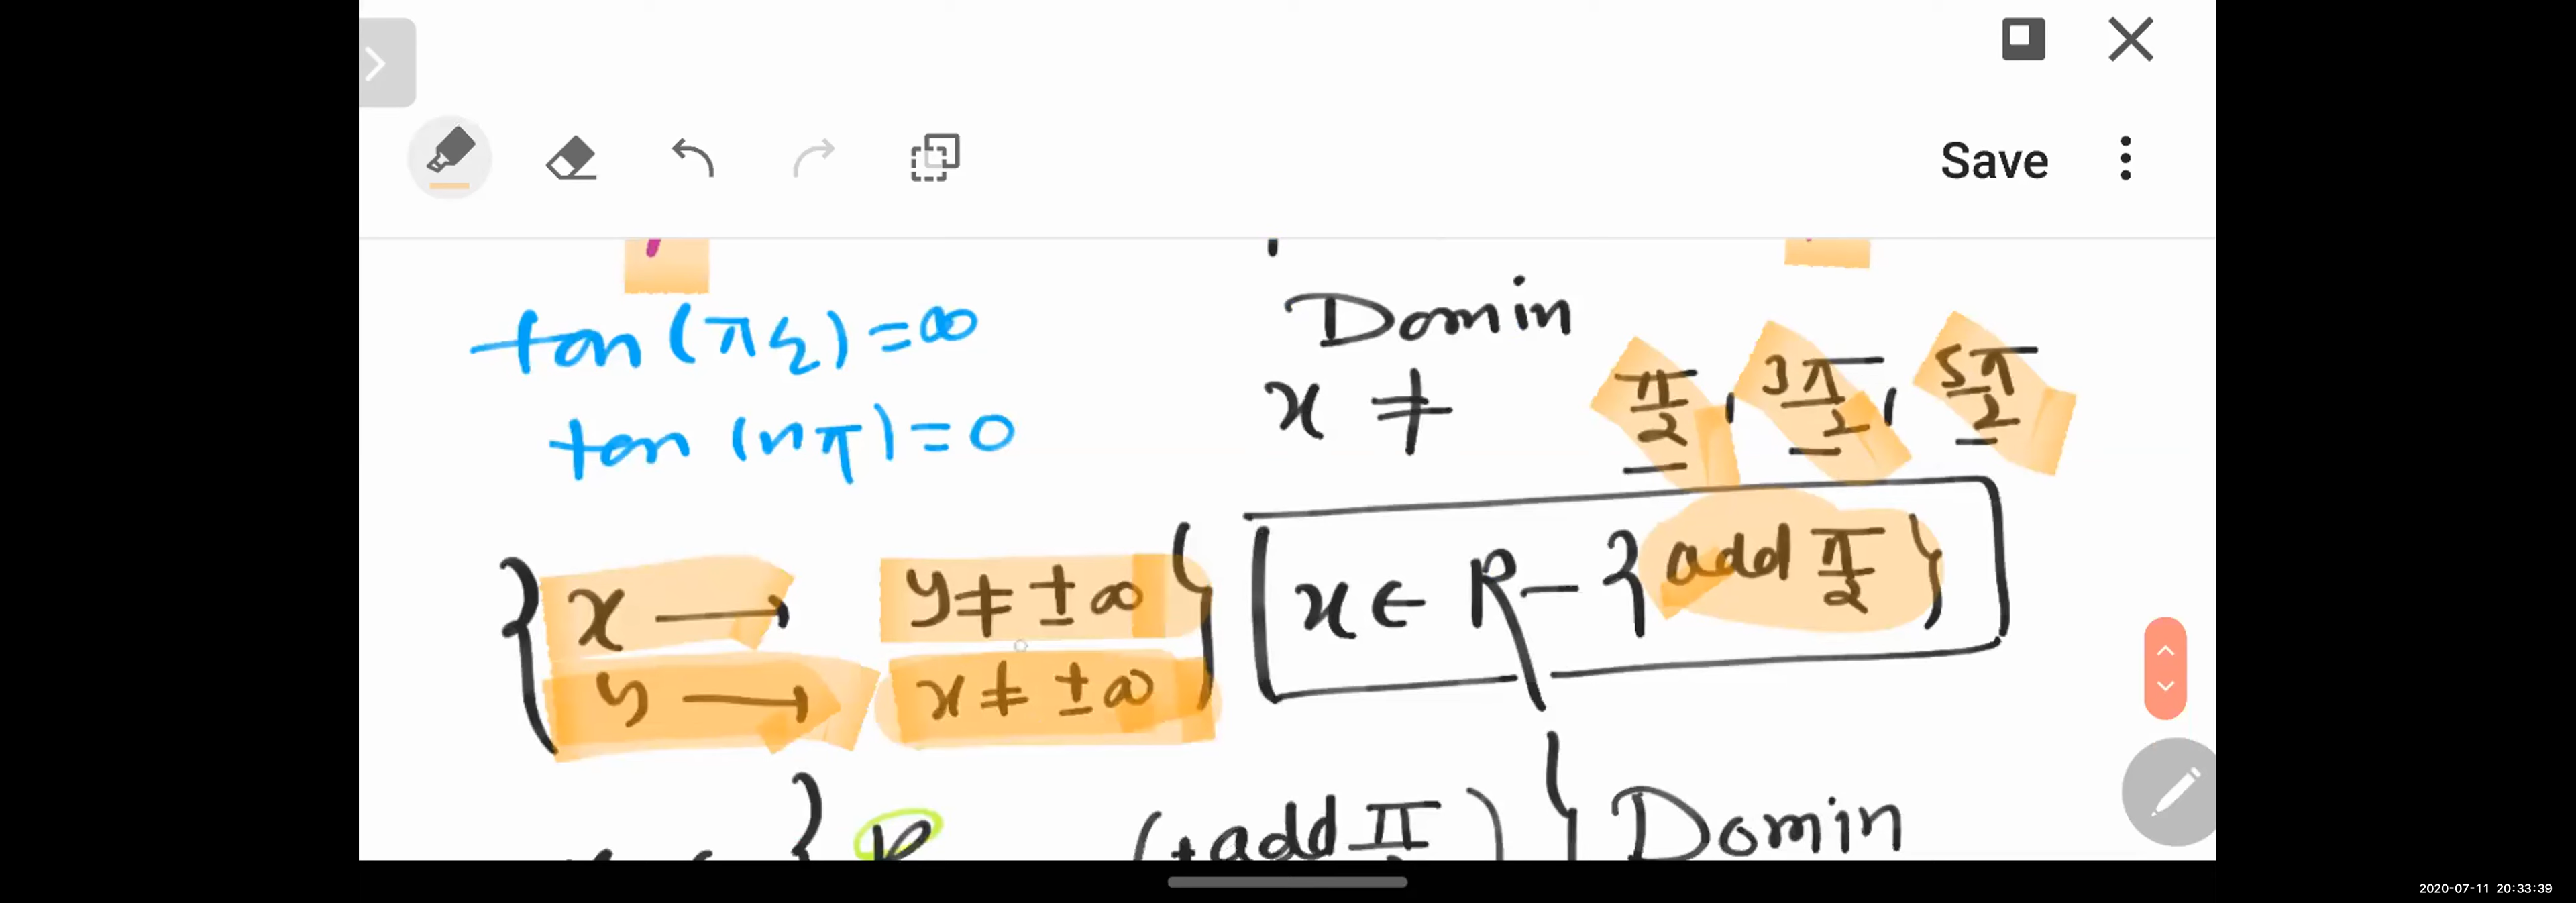 Save
tan (π/2) = ∞
tan (nπ) = 0
Domin
x ≠ π/2, 3π/2, 5π/2
{ x → y ≠ ±∞
y → x ≠ ±∞ }
[ x ∈ R - { add π/2 } ]
(± add π
Domin
2020-07-11 20:33:39